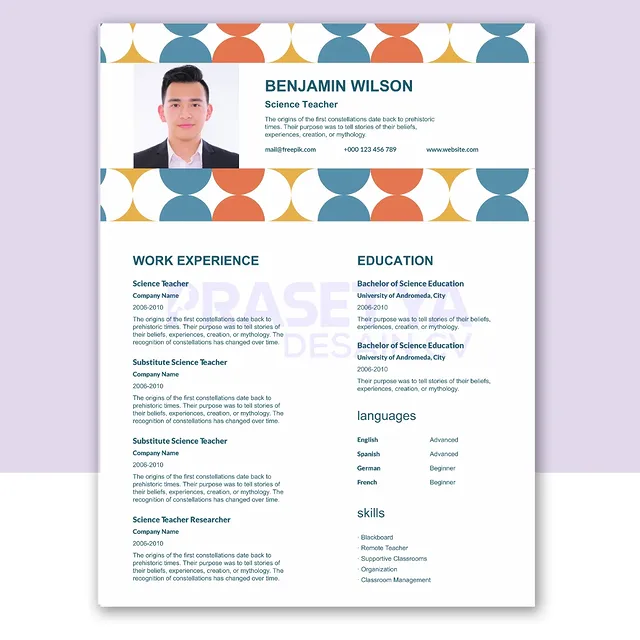 BENJAMIN WILSON
Science Teacher
The origins of the first constellations date back to prehistoric
times. Their purpose was to tell stories of their beliefs,
experiences, creation, or mythology.
mail@freepik.com +000 123 456 789 www.website.com
WORK EXPERIENCE
Science Teacher
Company Name
2006-2010
The origins of the first constellations date back to
prehistoric times. Their purpose was to tell stories of
their beliefs, experiences, creation, or mythology. The
recognition of constellations has changed over time.
Substitute Science Teacher
Company Name
2006-2010
The origins of the first constellations date back to
prehistoric times. Their purpose was to tell stories of
their beliefs, experiences, creation, or mythology. The
recognition of constellations has changed over time.
Substitute Science Teacher
Company Name
2006-2010
The origins of the first constellations date back to
prehistoric times. Their purpose was to tell stories of
their beliefs, experiences, creation, or mythology. The
recognition of constellations has changed over time.
Science Teacher Researcher
Company Name
2006-2010
The origins of the first constellations date back to
prehistoric times. Their purpose was to tell stories of
their beliefs, experiences, creation, or mythology. The
recognition of constellations has changed over time.
EDUCATION
Bachelor of Science Education
University of Andromeda, City
2006-2010
Their purpose was to tell stories of their beliefs,
experiences, creation, or mythology.
Bachelor of Science Education
University of Andromeda, City
2006-2010
Their purpose was to tell stories of their beliefs,
experiences, creation, or mythology.
languages
English Advanced
Spanish Advanced
German Beginner
French Beginner
skills
· Blackboard
· Remote Teacher
· Supportive Classrooms
· Organization
· Classroom Management
DESAIN CV